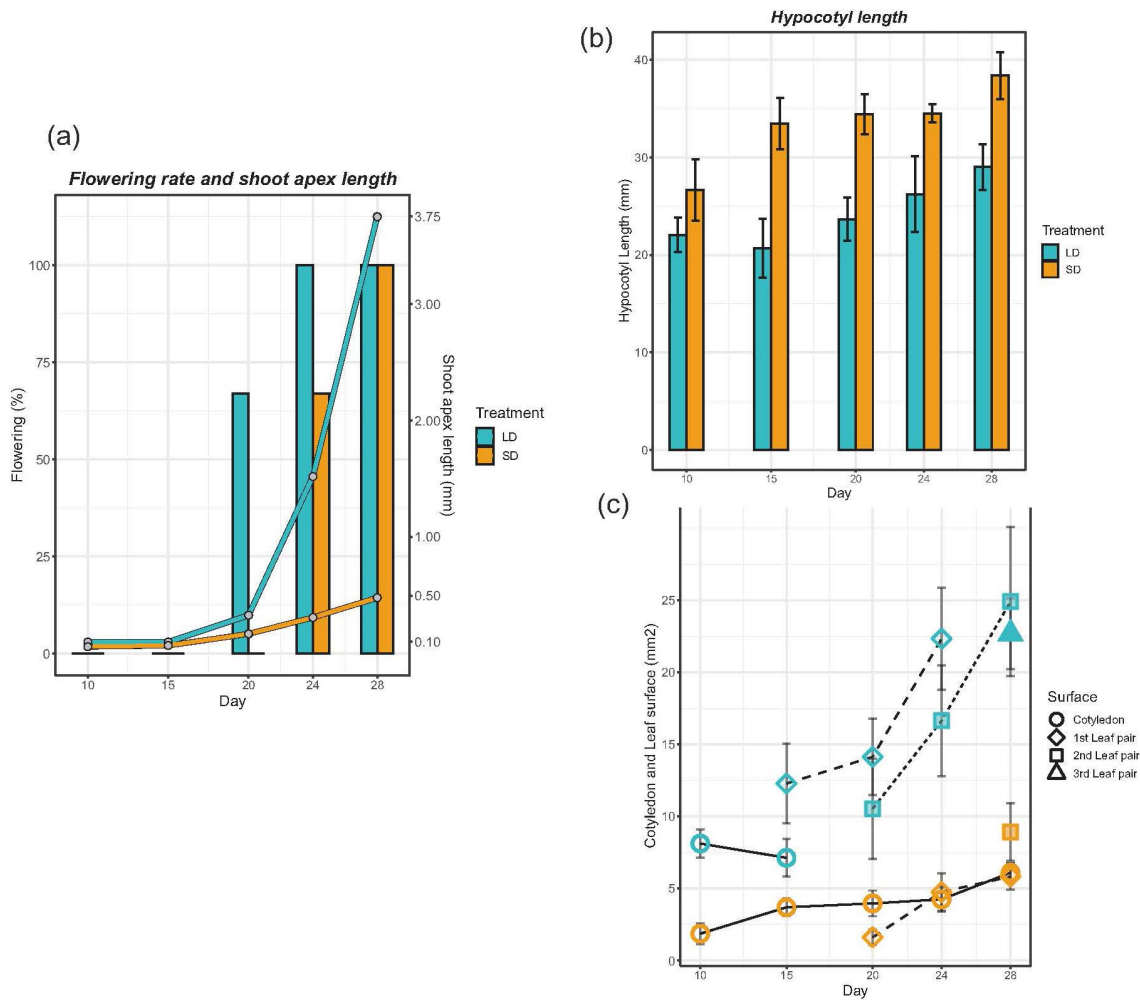 (a)
Flowering rate and shoot apex length
Flowering (%)
100
75
50
25
0
3.75
3.00
2.00
1.00
0.50
0.10
Shoot apex length (mm)
10 15 20 24 28
Day
Treatment
LD
SD
(b)
Hypocotyl length
Hypocotyl Length (mm)
40
30
20
10
0
10 15 20 24 28
Day
Treatment
LD
SD
(c)
Cotyledon and Leaf surface (mm2)
25
20
15
10
5
0
10 15 20 24 28
Day
Surface
Cotyledon
1st Leaf pair
2nd Leaf pair
3rd Leaf pair